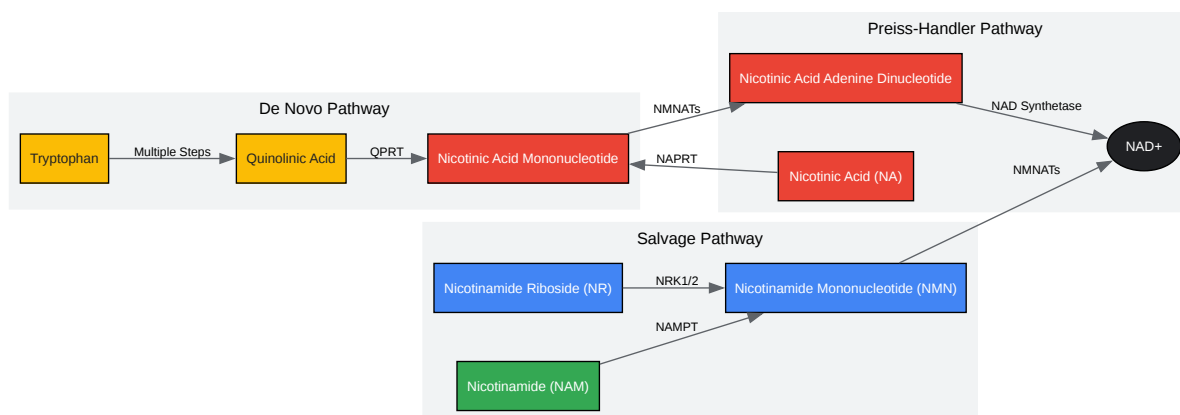 Preiss-Handler Pathway
Nicotinic Acid Adenine Dinucleotide
De Novo Pathway
NMNATs
NAD Synthetase
Tryptophan
Multiple Steps
Quinolinic Acid
QPRT
Nicotinic Acid Mononucleotide
NAPRT
Nicotinic Acid (NA)
NAD+
NMNATs
Salvage Pathway
Nicotinamide Riboside (NR)
NRK1/2
Nicotinamide Mononucleotide (NMN)
NAMPT
Nicotinamide (NAM)